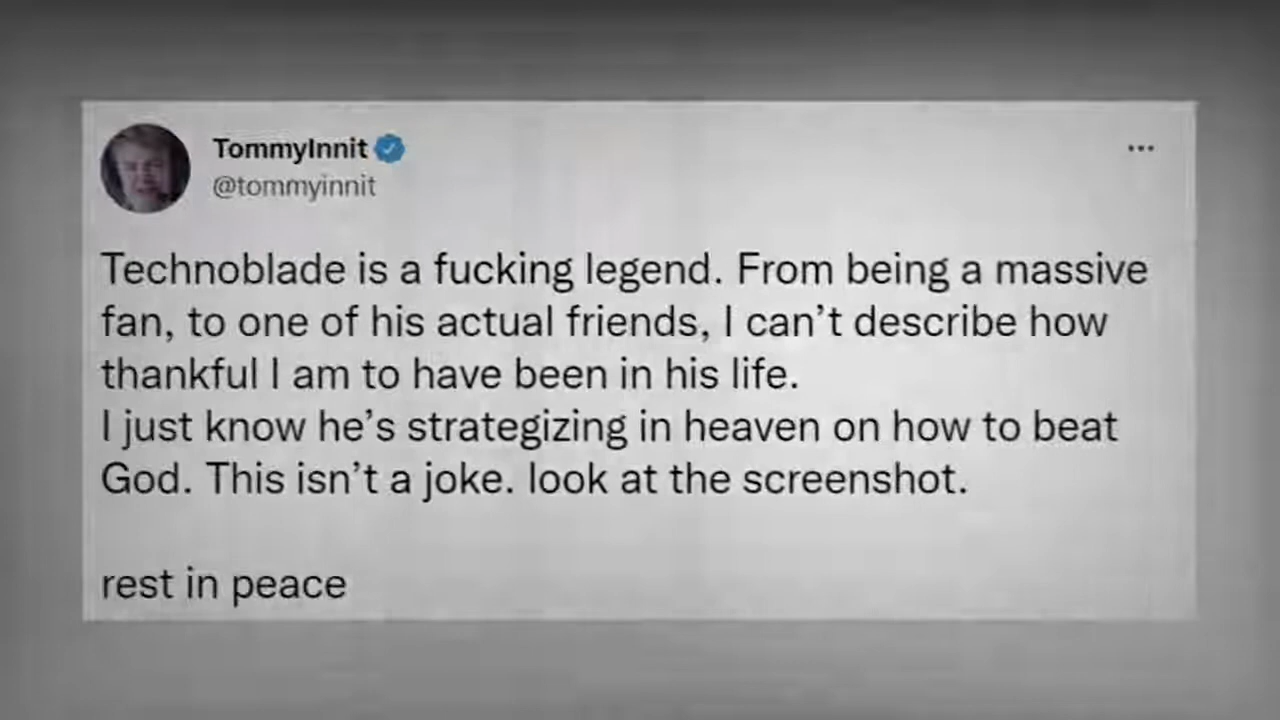 TommyInnit
@tommyinnit
Technoblade is a fucking legend. From being a massive
fan, to one of his actual friends, I can’t describe how
thankful I am to have been in his life.
I just know he’s strategizing in heaven on how to beat
God. This isn’t a joke. look at the screenshot.
rest in peace